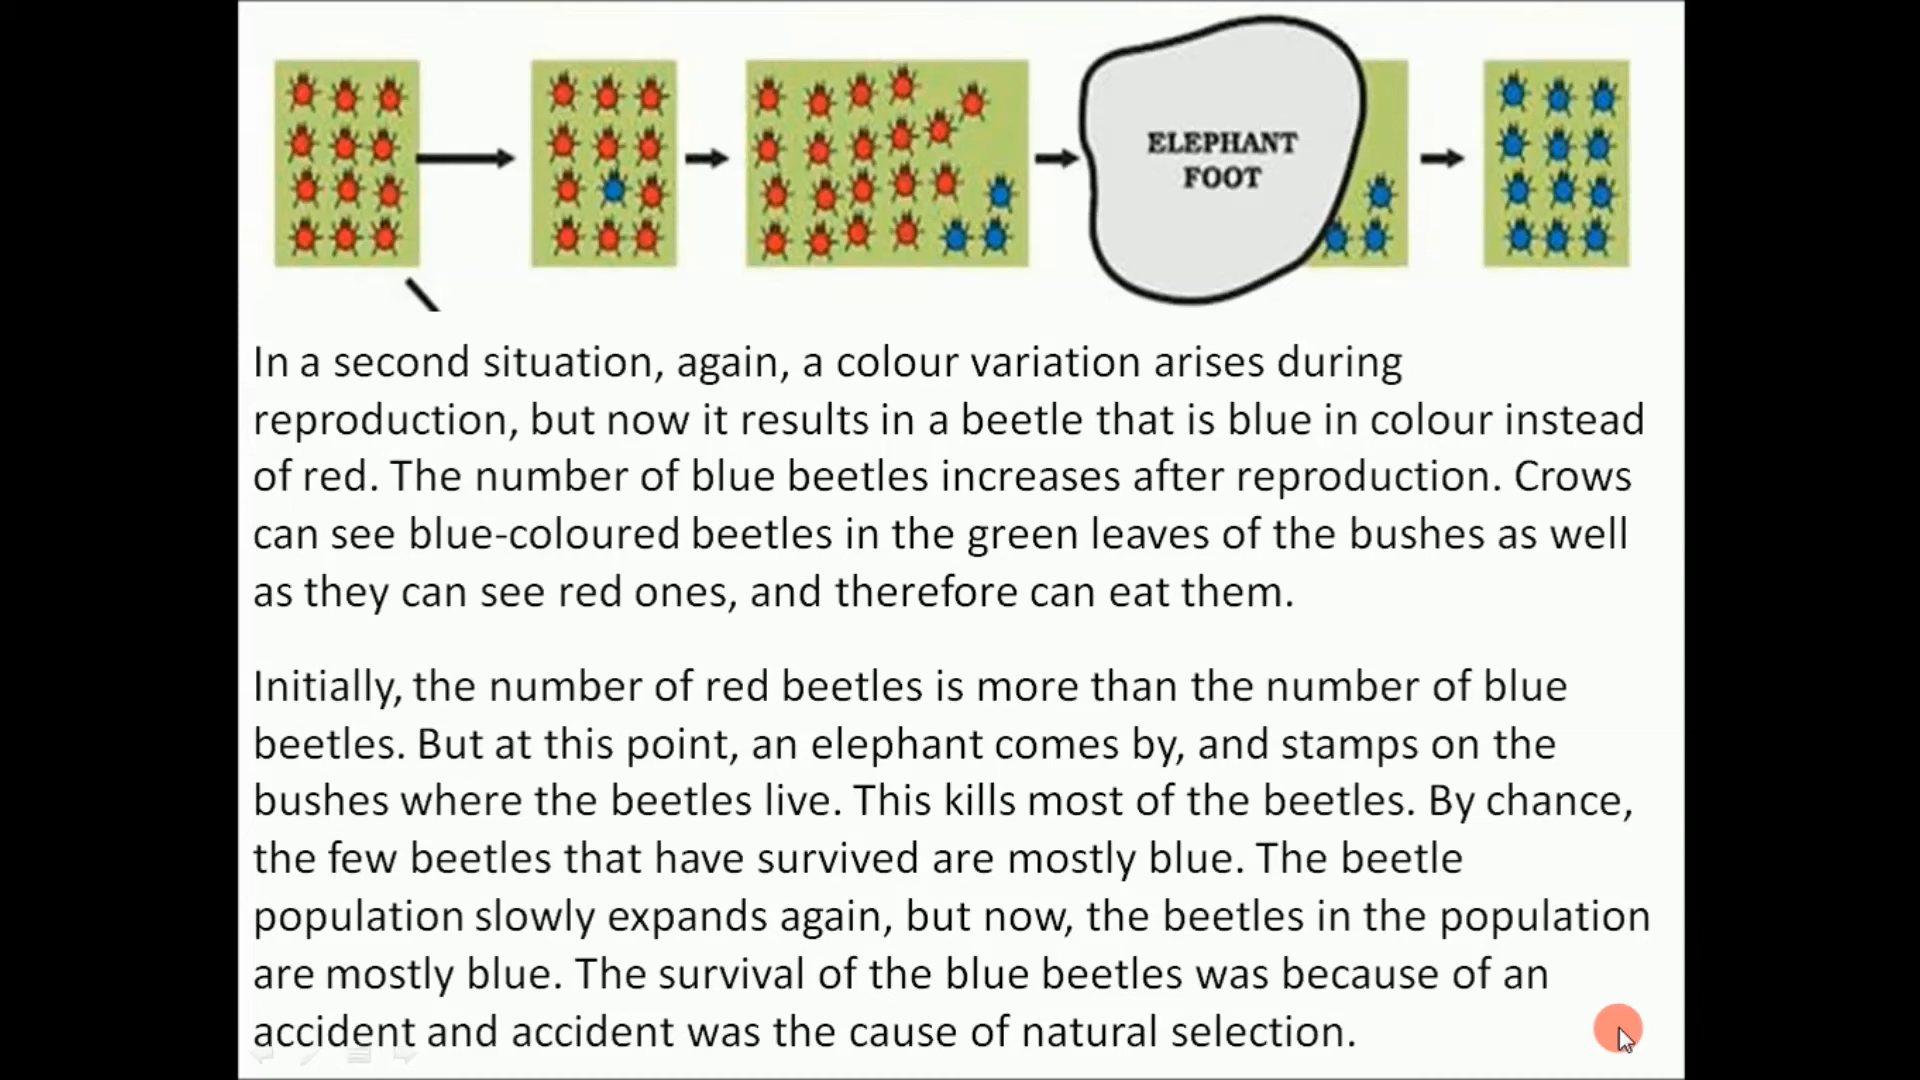 ELEPHANT
FOOT
In a second situation, again, a colour variation arises during
reproduction, but now it results in a beetle that is blue in colour instead
of red. The number of blue beetles increases after reproduction. Crows
can see blue-coloured beetles in the green leaves of the bushes as well
as they can see red ones, and therefore can eat them.
Initially, the number of red beetles is more than the number of blue
beetles. But at this point, an elephant comes by, and stamps on the
bushes where the beetles live. This kills most of the beetles. By chance,
the few beetles that have survived are mostly blue. The beetle
population slowly expands again, but now, the beetles in the population
are mostly blue. The survival of the blue beetles was because of an
accident and accident was the cause of natural selection.